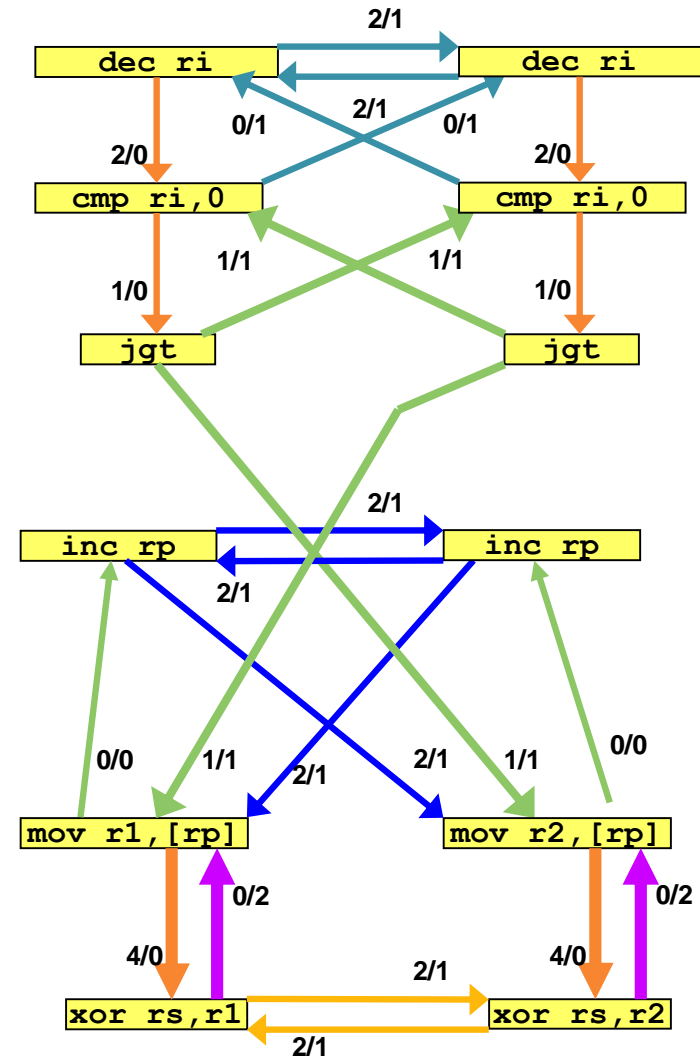 2/1
dec ri dec ri
0/1 2/1 0/1
2/0 2/0
cmp ri,0 cmp ri,0
1/1 1/1
1/0 1/0
jgt jgt
2/1
inc rp inc rp
2/1
0/0 1/1 2/1 2/1 1/1 0/0
mov r1,[rp] mov r2,[rp]
0/2 0/2
4/0 4/0
2/1
xor rs,r1 xor rs,r2
2/1